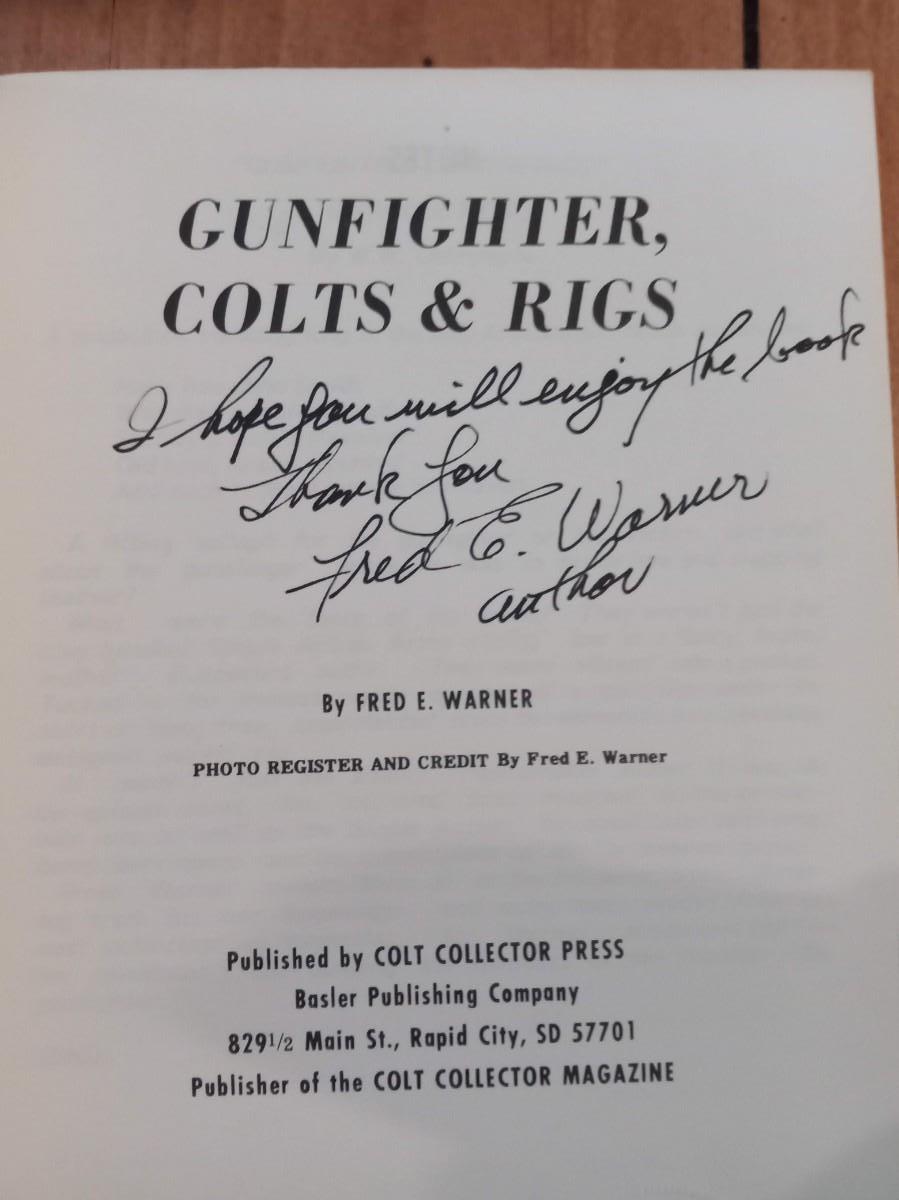 GUNFIGHTER,
COLTS & RIGS
I hope you will enjoy the book
Thank You
Fred E. Warner
author
By FRED E. WARNER
PHOTO REGISTER AND CREDIT By Fred E. Warner
Published by COLT COLLECTOR PRESS
Basler Publishing Company
829 1/2 Main St., Rapid City, SD 57701
Publisher of the COLT COLLECTOR MAGAZINE